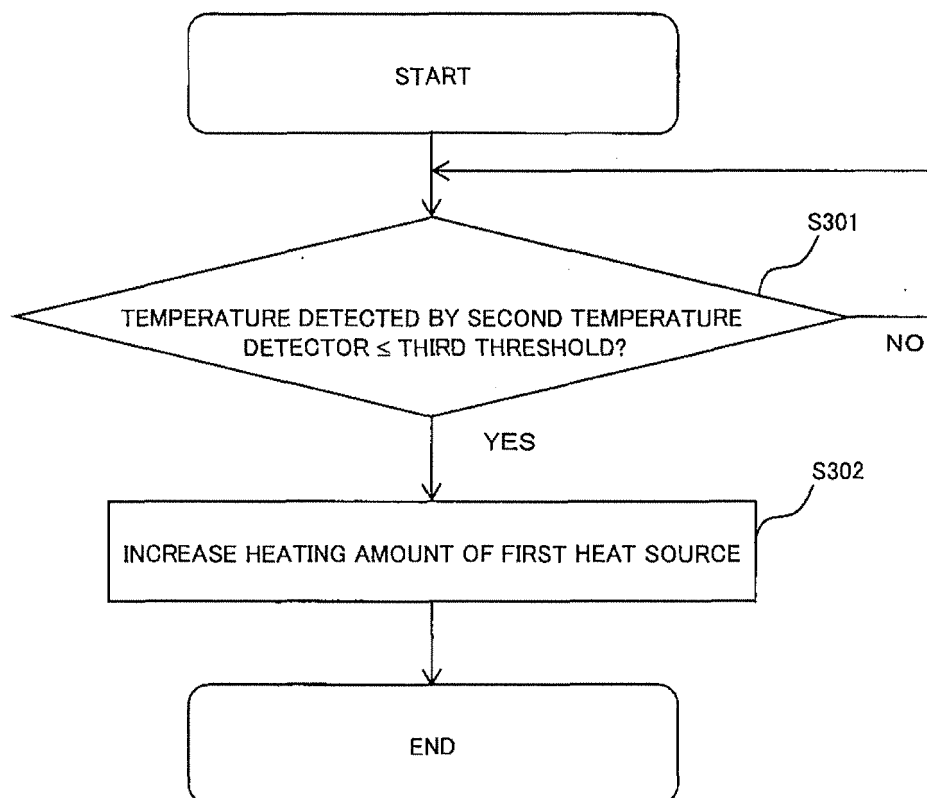 START
S301
TEMPERATURE DETECTED BY SECOND TEMPERATURE
DETECTOR ≤ THIRD THRESHOLD?
NO
YES
S302
INCREASE HEATING AMOUNT OF FIRST HEAT SOURCE
END